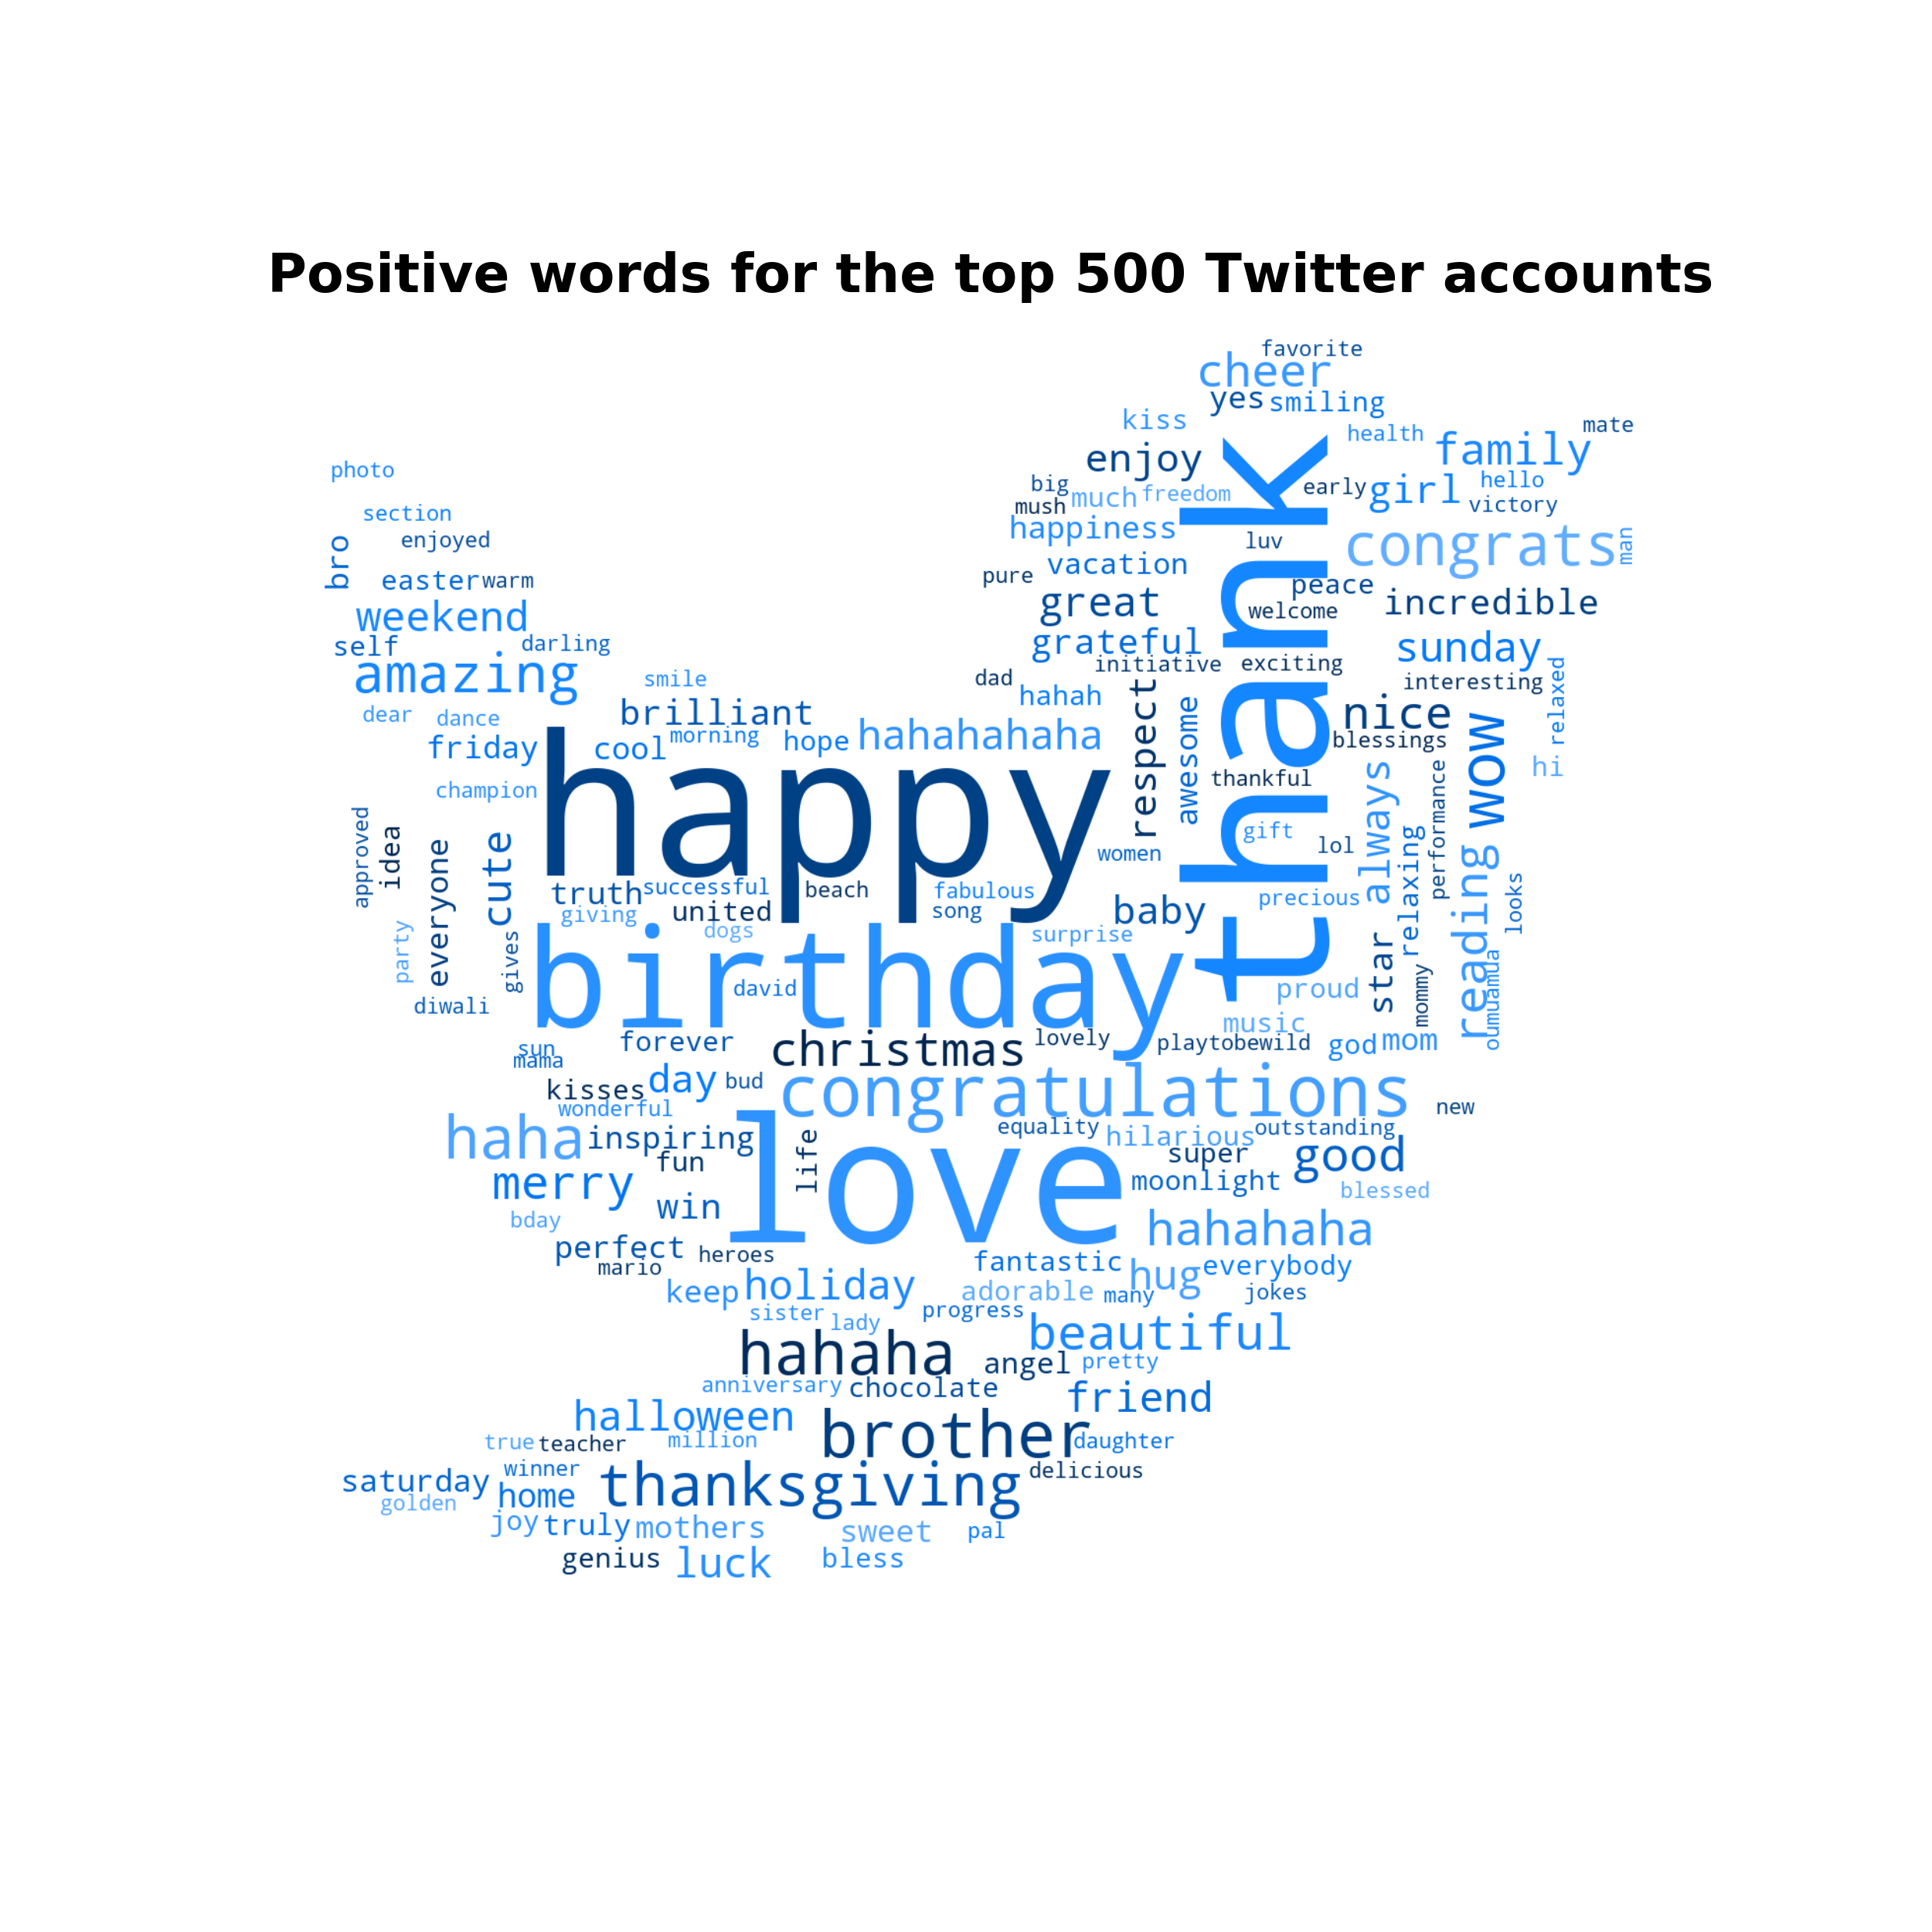 Positive words for the top 500 Twitter accounts
favorite
cheer
yes smiling
kiss
health
mate
family
enjoy
photo
big
much freedom
early girl hello
mush
victory
section
happiness
thank
luv
congrats
man
bro
enjoyed
vacation
easter warm
pure
peace
weekend
great
welcome
incredible
self
darling
grateful
sunday
amazing
initiative
exciting
smile
dad
hahah
interesting
relaxed
dear
dance
brilliant
respect
awesome
nice
wow
friday
cool morning hope hahahahaha
blessings
hi
champion
happy
thankful
always
performance
approved
idea
everyone
cute
women
gift
lol
relaxing
reading
looks
truth successful
beach
fabulous
precious
giving
united
song
baby
party
gives
dogs
surprise
star
birthday
david
proud
mommy
oumuamua
diwali
music
sun
forever
christmas
lovely
playtobewild
god mom
mama
kisses day bud
congratulations
wonderful
new
haha inspiring
love
equality
hilarious outstanding
fun
life
super
good
merry
moonlight
blessed
win
bday
hahahaha
perfect heroes
mario
fantastic
hug everybody
keep holiday
adorable many
jokes
sister
progress
lady
beautiful
hahaha
angel pretty
anniversary chocolate
friend
halloween
brother
daughter
true teacher
million
winner
thanksgiving
delicious
saturday
home
golden
joy truly mothers
sweet
pal
genius luck
bless